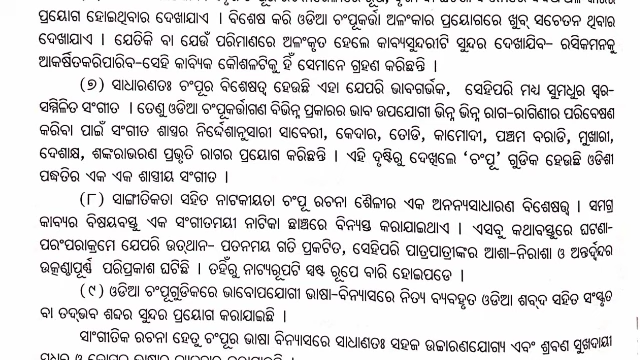 ପ୍ରୟୋଗ ହୋଇଥିବାର ଦେଖାଯାଏ । ବିଶେଷ କରି ଓଡିଆ ଚଂପୂକର୍ତ୍ତା ଅଳଂକାର ପ୍ରୟୋଗରେ ଖୁବ୍ ସଚେତନ ଥିବାର
ଦେଖାଯାଏ । ଯେତିକି ବା ଯେଉଁ ପରିମାଣରେ ଅଳଂକୃତ ହେଲେ କାବ୍ୟସୁନ୍ଦରୀଟି ସୁନ୍ଦର ଦେଖାଯିବ- ରସିକମନକୁ
ଆକର୍ଷିତକରିପାରିବ-ସେହି କାବ୍ୟିକ କୌଶଳଟିକୁ ହିଁ ସେମାନେ ଗ୍ରହଣ କରିଛନ୍ତି ।
(୭) ସାଧାରଣତଃ ଚଂପୂର ବିଶେଷତ୍ୱ ହେଉଛି ଏହା ଯେପରି ଭାବଗର୍ଭକ, ସେହିପରି ମଧ୍ୟ ସୁମଧୁର ସ୍ୱର-
ସମ୍ମିଳିତ ସଂଗୀତ । ତେଣୁ ଓଡିଆ ଚଂପୂକର୍ତ୍ତାଗଣ ବିଭିନ୍ନ ପ୍ରକାରର ଭାବ ଉପଯୋଗୀ ଭିନ୍ନ ଭିନ୍ନ ରାଗ-ରାଗିଣୀର ପରିବେଷଣ
କରିବା ପାଇଁ ସଂଗୀତ ଶାସ୍ତ୍ରର ନିର୍ଦ୍ଦେଶାନୁସାରୀ ସାବେରୀ, କେଦାର, ତୋଡି, କାମୋଦୀ, ପଞ୍ଚମ ବରାଡି, ମୁଖାରୀ,
ଦେଶାକ୍ଷ, ଶଙ୍କରାଭରଣ ପ୍ରଭୃତି ରାଗର ପ୍ରୟୋଗ କରିଛନ୍ତି । ଏହି ଦୃଷ୍ଟିରୁ ଦେଖିଲେ 'ଚଂପୂ' ଗୁଡିକ ହେଉଛି ଓଡିଶୀ
ପଦ୍ଧତିର ଏକ ଏକ ଶାସ୍ତ୍ରୀୟ ସଂଗୀତ ।
(୮) ସାଙ୍ଗୀତିକତା ସହିତ ନାଟକୀୟତା ଚଂପୂ ରଚନା ଶୈଳୀର ଏକ ଅନନ୍ୟସାଧାରଣ ବିଶେଷତ୍ୱ । ସମଗ୍ର
କାବ୍ୟର ବିଷୟବସ୍ତୁ ଏକ ସଂଗୀତମୟୀ ନାଟିକା ଛାଞ୍ଚରେ ବିନ୍ୟସ୍ତ କରାଯାଇଥାଏ । ଏସବୁ କଥାବସ୍ତୁରେ ଘଟଣା-
ପରଂପରାକ୍ରମେ ଯେପରି ଉତ୍‌ଥାନ- ପତନମୟ ଗତି ପ୍ରକଟିତ, ସେହିପରି ପାତ୍ରପାତ୍ରୀଙ୍କର ଆଶା-ନିରାଶା ଓ ଅନ୍ତର୍ଦ୍ୱନ୍ଦ୍ୱର
ଉତ୍କଣ୍ଠାପୂର୍ଣ୍ଣ ପରିପ୍ରକାଶ ଘଟିଛି । ତହିଁରୁ ନାଟ୍ୟରୂପଟି ସ୍ପଷ୍ଟ ରୂପେ ବାରି ହୋଇପଡେ ।
(୯) ଓଡିଆ ଚଂପୂଗୁଡିକରେ ଭାବୋପଯୋଗୀ ଭାଷା-ବିନ୍ୟାସରେ ନିତ୍ୟ ବ୍ୟବହୃତ ଓଡିଆ ଶବ୍ଦ ସହିତ ସଂସ୍କୃତ
ବା ତଦ୍‌ଭବ ଶବ୍ଦର ସୁନ୍ଦର ପ୍ରୟୋଗ କରାଯାଇଛି ।
ସାଂଗୀତିକ ରଚନା ହେତୁ ଚଂପୂର ଭାଷା ବିନ୍ୟାସରେ ସାଧାଣତଃ ସହଜ ଉଚ୍ଚାରଣଯୋଗ୍ୟ ଏବଂ ଶ୍ରବଣ ସୁଖଦାୟୀ